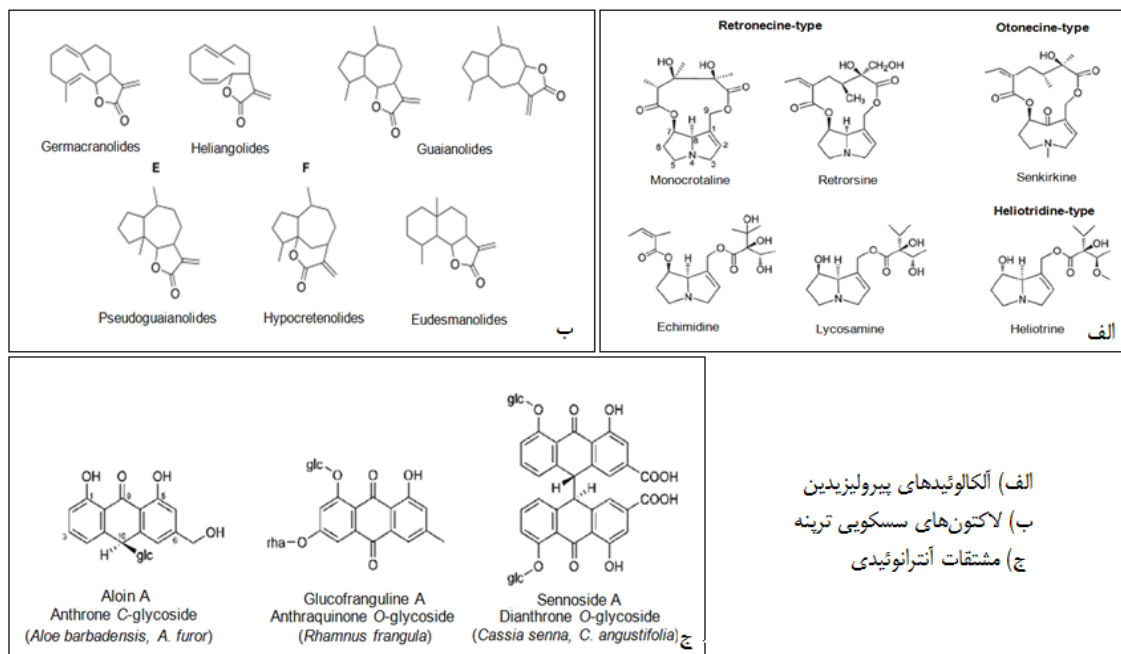 Germacranolides
Heliangolides
Guaianolides
E
F
Pseudoguaianolides
Hypocretenolides
Eudesmanolides
ب
Retronecine-type
Otonecine-type
Monocrotaline
Retrorsine
Senkirkine
Heliotridine-type
Echimidine
Lycosamine
Heliotrine
الف
Aloin A
Anthrone C-glycoside
(Aloe barbadensis, A. furor)
Glucofranguline A
Anthraquinone O-glycoside
(Rhamnus frangula)
Sennoside A
Dianthrone O-glycoside
(Cassia senna, C. angustifolia)
ج
الف) آلکالوئیدهای پیرولیزیدین
ب) لاکتون‌های سسکویی ترپنه
ج) مشتقات آنترانوئیدی